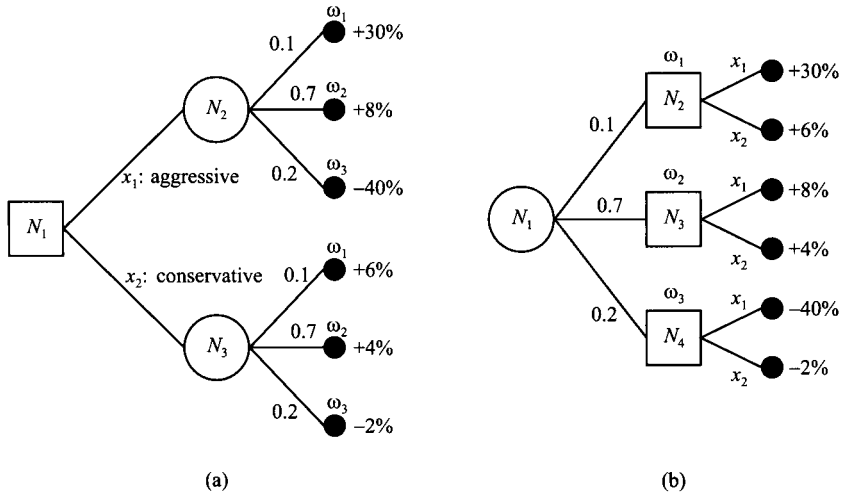 ω₁
+30%
0.1
N₂
0.7
ω₂
+8%
0.2
ω₃
–40%
x₁: aggressive
N₁
x₂: conservative
ω₁
+6%
0.1
N₃
0.7
ω₂
+4%
0.2
ω₃
–2%
(a)
ω₁
N₂
x₁
+30%
x₂
+6%
0.1
ω₂
N₁
0.7
N₃
x₁
+8%
x₂
+4%
0.2
ω₃
N₄
x₁
–40%
x₂
–2%
(b)